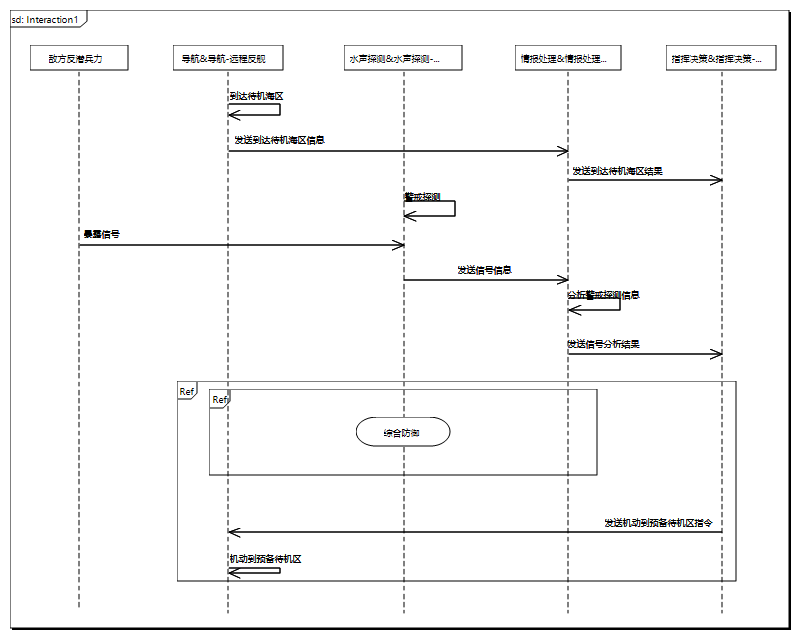 sd: Interaction1
敌方反潜兵力
导航&导航-远程反舰
水声探测&水声探测-...
情报处理&情报处理...
指挥决策&指挥决策-...
到达待机海区
发送到达待机海区信息
发送到达待机海区结果
警戒探测
暴露信号
发送信号信息
分析警戒探测信息
发送信号分析结果
Ref
Ref
综合防御
发送机动到预备待机区指令
机动到预备待机区